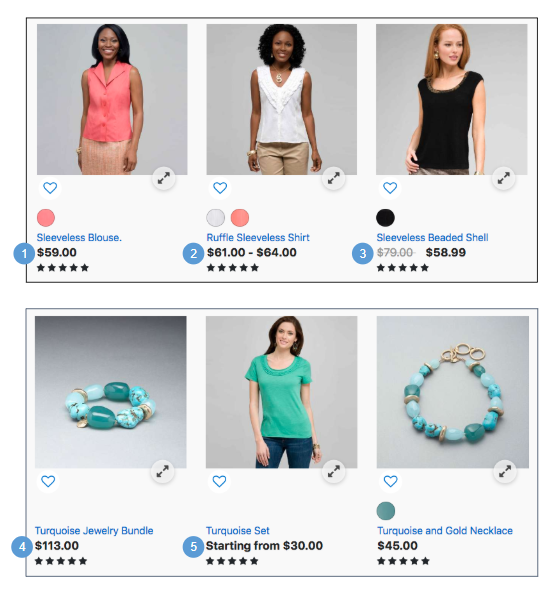 Sleeveless Blouse.
1 $59.00
Ruffle Sleeveless Shirt
2 $61.00 - $64.00
Sleeveless Beaded Shell
3 $79.00 $58.99
Turquoise Jewelry Bundle
4 $113.00
Turquoise Set
5 Starting from $30.00
Turquoise and Gold Necklace
$45.00